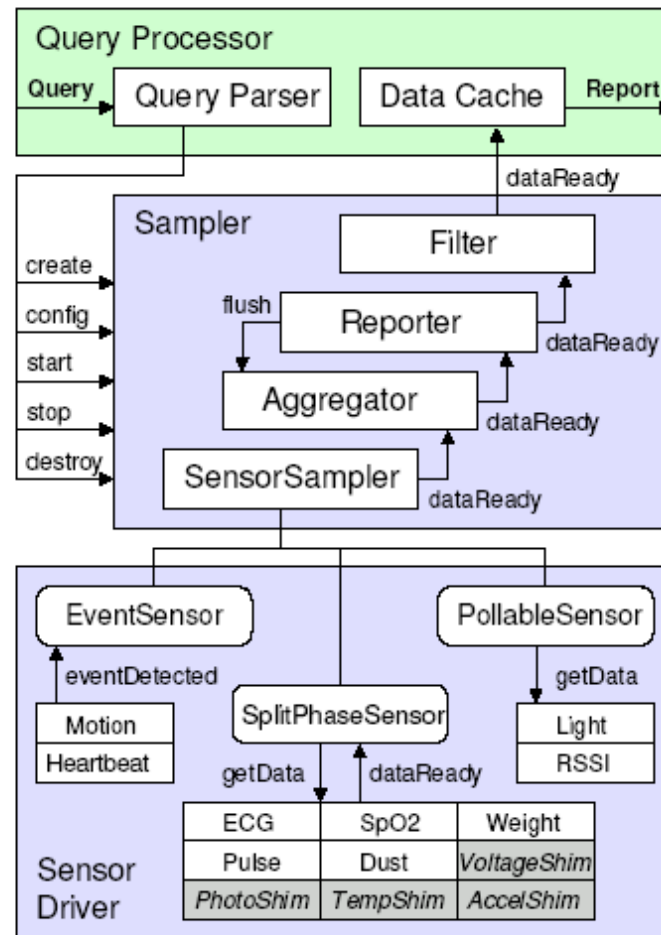 Query Processor
Query
Query Parser
Data Cache
Report
dataReady
Sampler
Filter
create
flush
Reporter
config
dataReady
start
Aggregator
stop
dataReady
destroy
SensorSampler
dataReady
EventSensor
PollableSensor
eventDetected
getData
Motion
SplitPhaseSensor
Light
Heartbeat
RSSI
getData
dataReady
ECG SpO2 Weight
Pulse Dust VoltageShim
PhotoShim TempShim AccelShim
Sensor
Driver